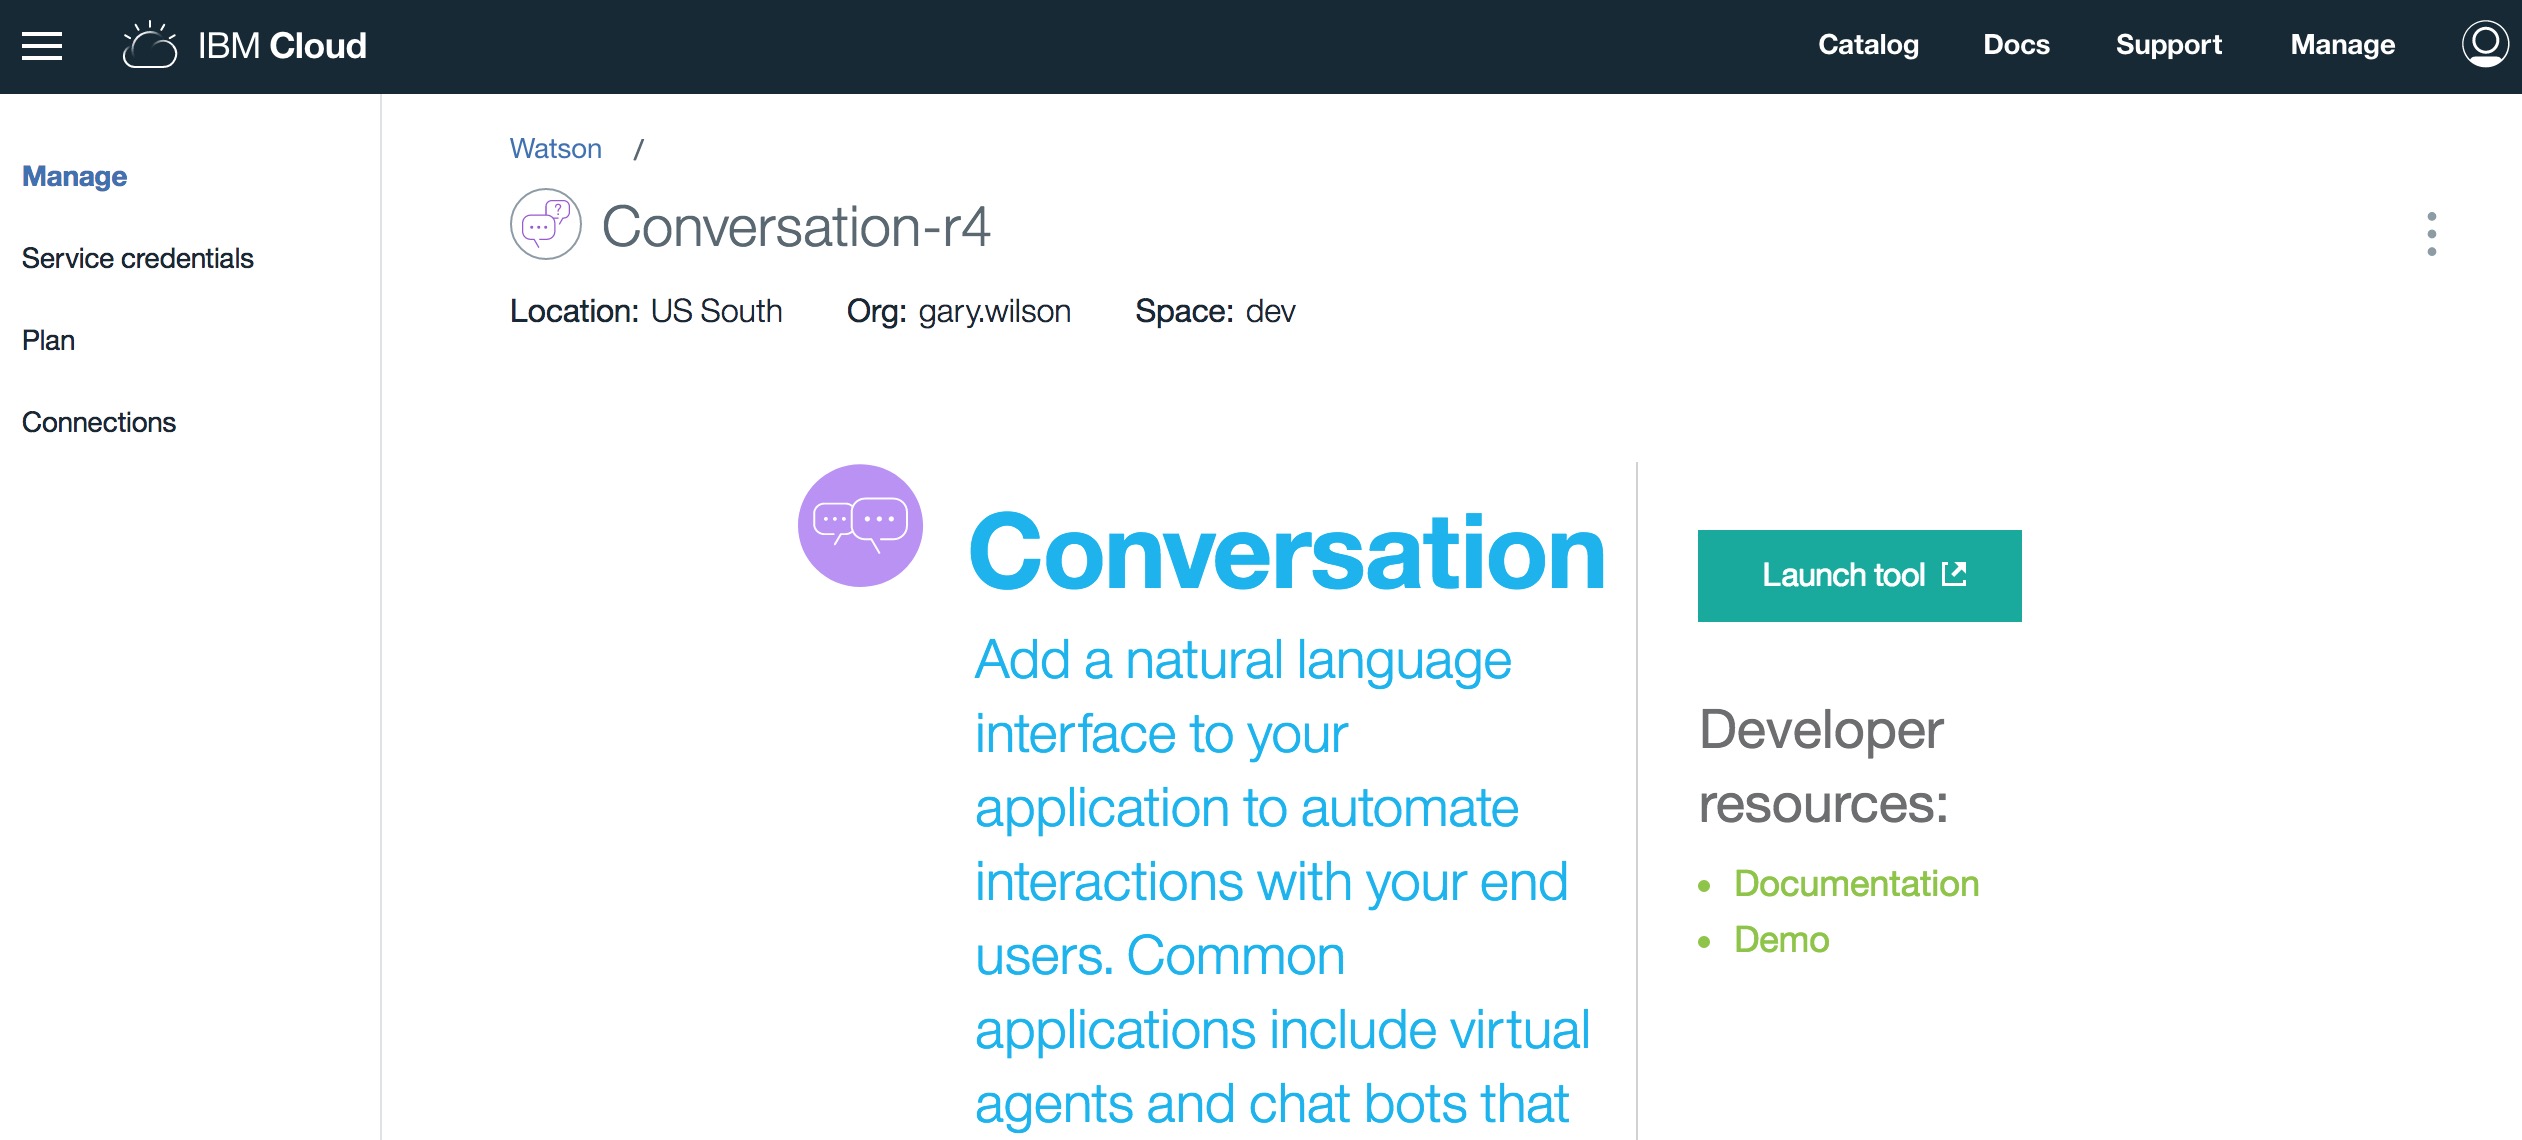 IBM Cloud
Catalog Docs Support Manage
Manage
Service credentials
Plan
Connections
Watson /
Conversation-r4
Location: US South Org: gary.wilson Space: dev
Conversation
Add a natural language
interface to your
application to automate
interactions with your end
users. Common
applications include virtual
agents and chat bots that
Launch tool
Developer
resources:
• Documentation
• Demo